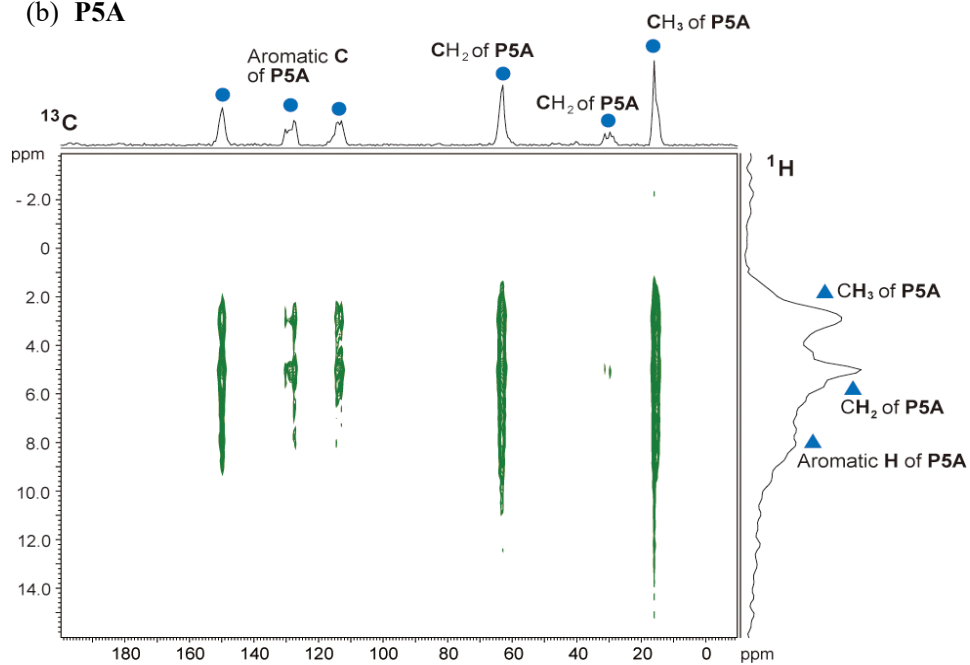 (b) P5A
CH₃ of P5A
CH₂ of P5A
Aromatic C
of P5A
CH₂ of P5A
¹³C
ppm
¹H
- 2.0
0
2.0
CH₃ of P5A
4.0
6.0
CH₂ of P5A
8.0
Aromatic H of P5A
10.0
12.0
14.0
180 160 140 120 100 80 60 40 20 0 ppm